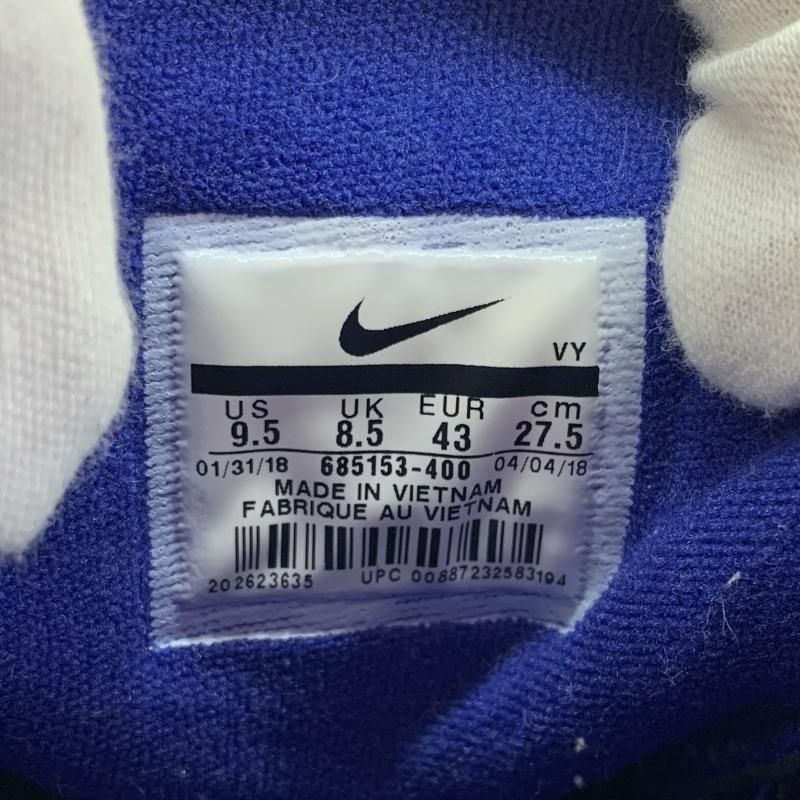 VY
US UK EUR cm
9.5 8.5 43 27.5
01/31/18 685153-400 04/04/18
MADE IN VIETNAM
FABRIQUE AU VIETNAM
202623635 UPC 00887232583194